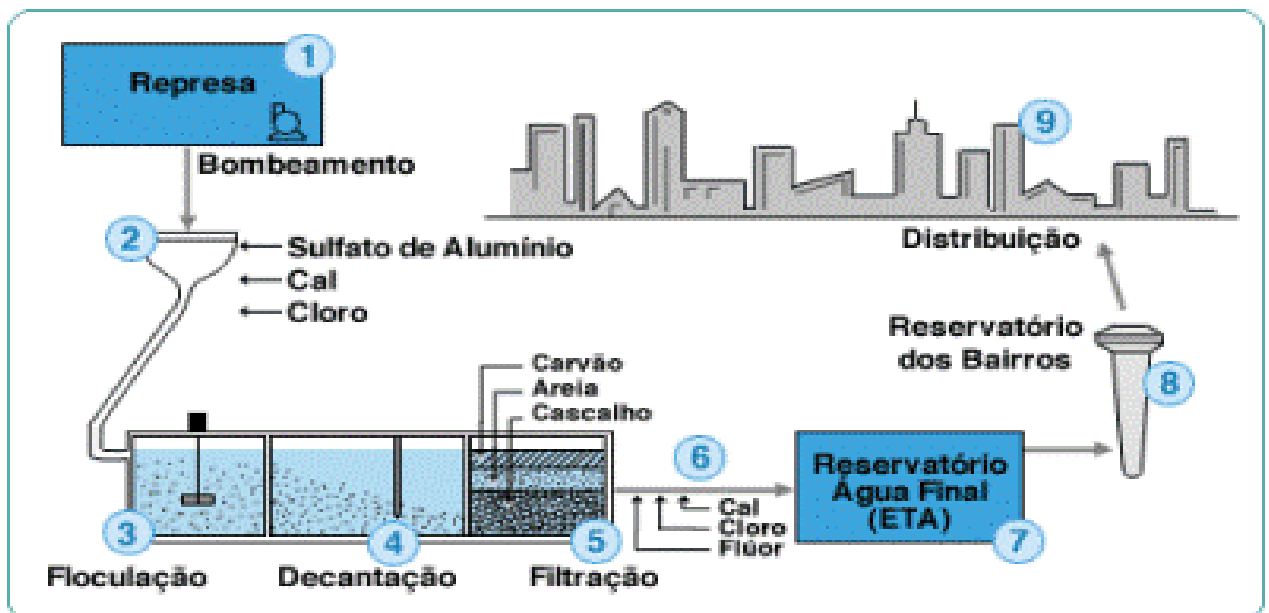 1
Represa
Bombeamento
2
Sulfato de Alumínio
Cal
Cloro
9
Distribuição
Reservatório
dos Bairros
8
Carvão
Areia
Cascalho
3
4
5
Floculação
Decantação
Filtração
6
Cal
Cloro
Flúor
Reservatório
Água Final
(ETA)
7